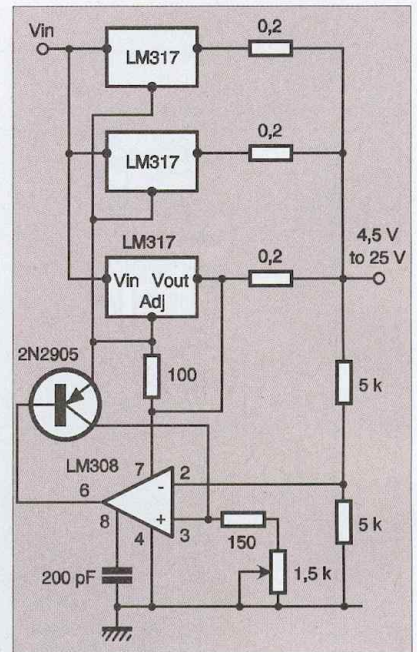 Vin
0,2
LM317
0,2
LM317
LM317
0,2
4,5 V
to 25 V
Vin Vout
Adj
2N2905
100
5 k
LM308
7
2
-
6
8
+
4
3
5 k
150
200 pF
1,5 k